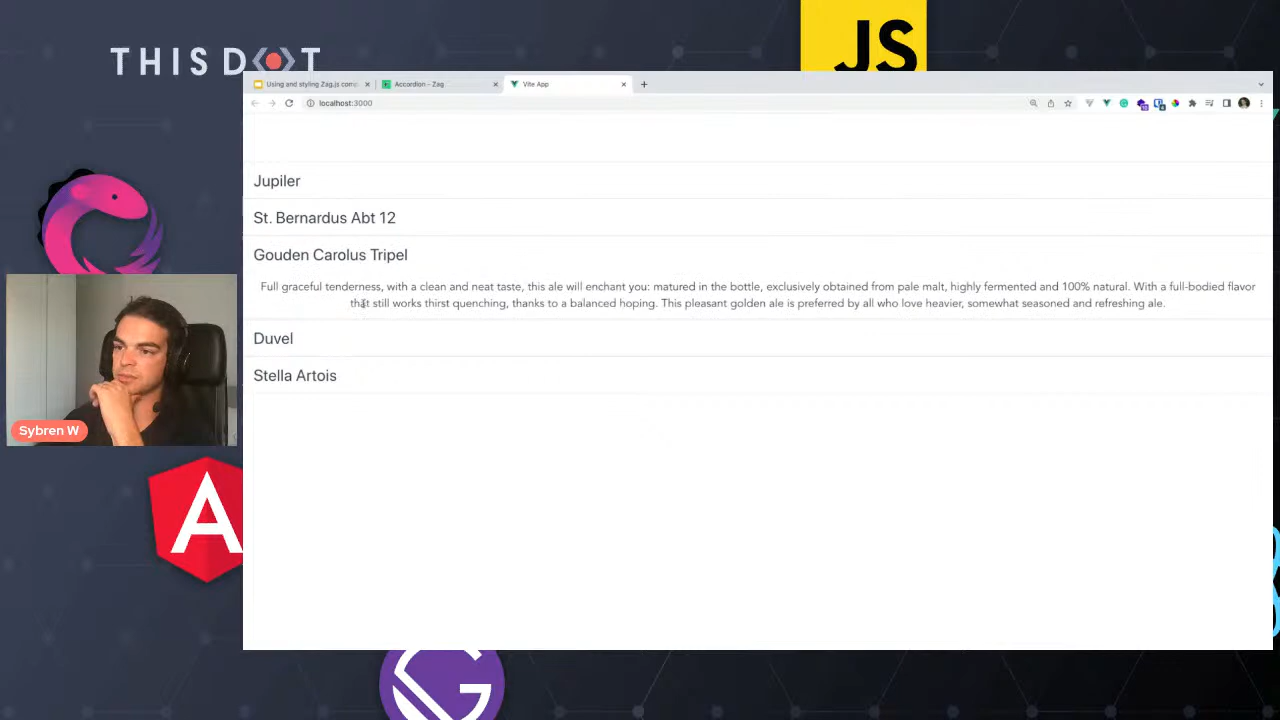 THIS DOT
JS
Using and styling Zag.js comp
Accordion - Zag
Vite App
localhost:3000
Jupiler
St. Bernardus Abt 12
Gouden Carolus Tripel
Full graceful tenderness, with a clean and neat taste, this ale will enchant you: matured in the bottle, exclusively obtained from pale malt, highly fermented and 100% natural. With a full-bodied flavor
that still works thirst quenching, thanks to a balanced hoping. This pleasant golden ale is preferred by all who love heavier, somewhat seasoned and refreshing ale.
Duvel
Stella Artois
Sybren W
A
G